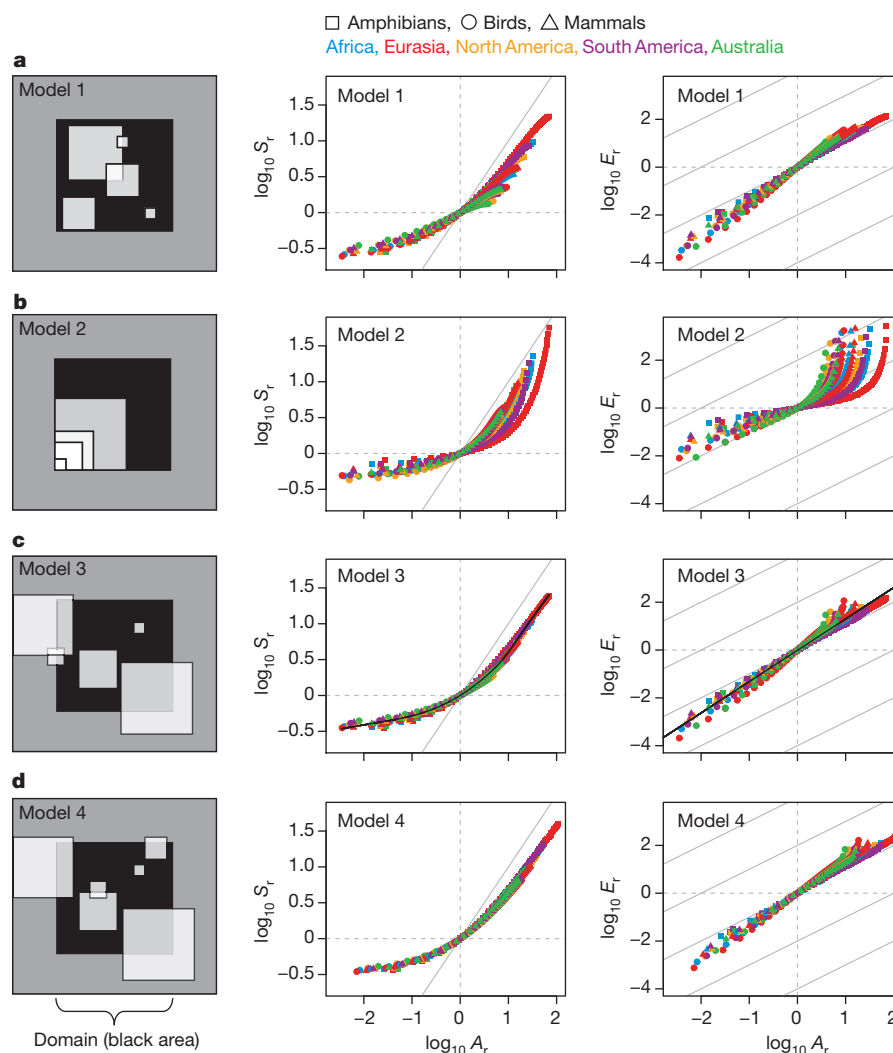 □ Amphibians, ○ Birds, △ Mammals
Africa, Eurasia, North America, South America, Australia
a
Model 1
Model 1
log10 Sr
1.5
1.0
0.5
0
−0.5
Model 1
log10 Er
2
0
−2
−4
b
Model 2
Model 2
log10 Sr
1.5
1.0
0.5
0
−0.5
Model 2
log10 Er
2
0
−2
−4
c
Model 3
Model 3
log10 Sr
1.5
1.0
0.5
0
−0.5
Model 3
log10 Er
2
0
−2
−4
d
Model 4
Model 4
log10 Sr
1.5
1.0
0.5
0
−0.5
Model 4
log10 Er
2
0
−2
−4
−2 −1 0 1 2
−2 −1 0 1 2
Domain (black area)
log10 Ar
log10 Ar